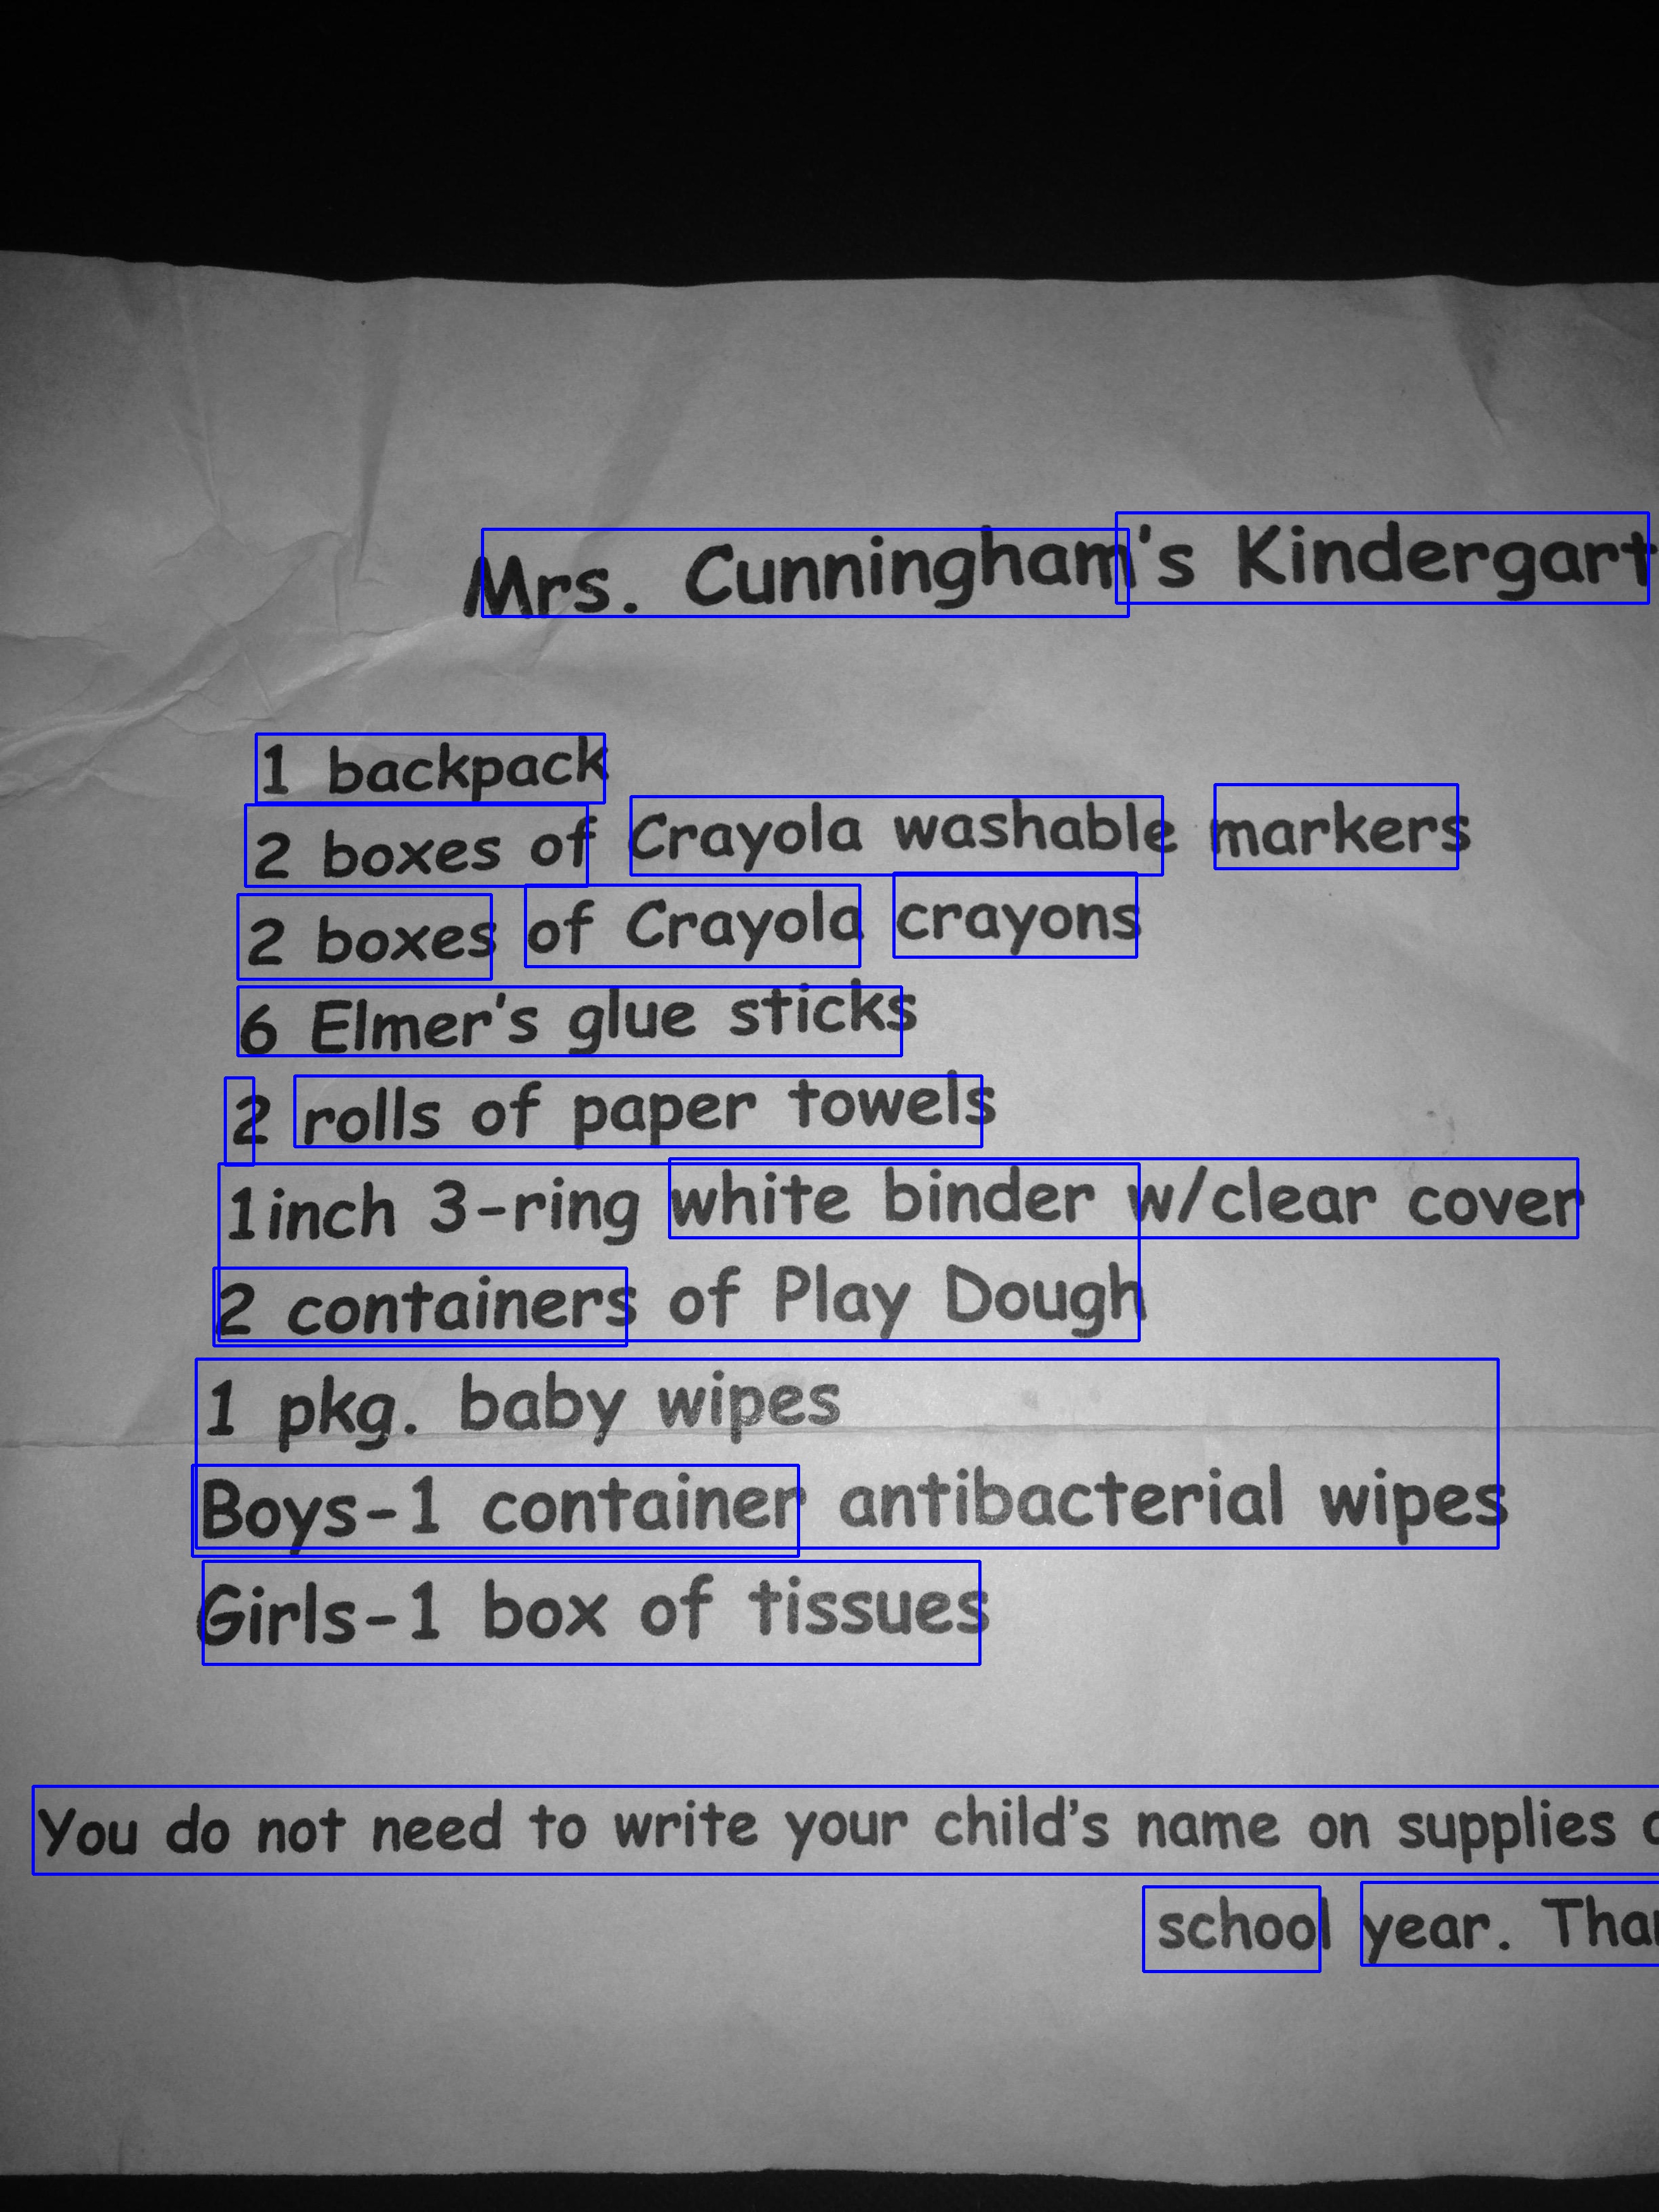 Mrs. Cunningham's Kindergart
1 backpack
2 boxes of Crayola washable markers
2 boxes of Crayola crayons
6 Elmer's glue sticks
2 rolls of paper towels
1inch 3-ring white binder w/clear cover
2 containers of Play Dough
1 pkg. baby wipes
Boys-1 container antibacterial wipes
Girls-1 box of tissues
You do not need to write your child's name on supplies
school year. Than